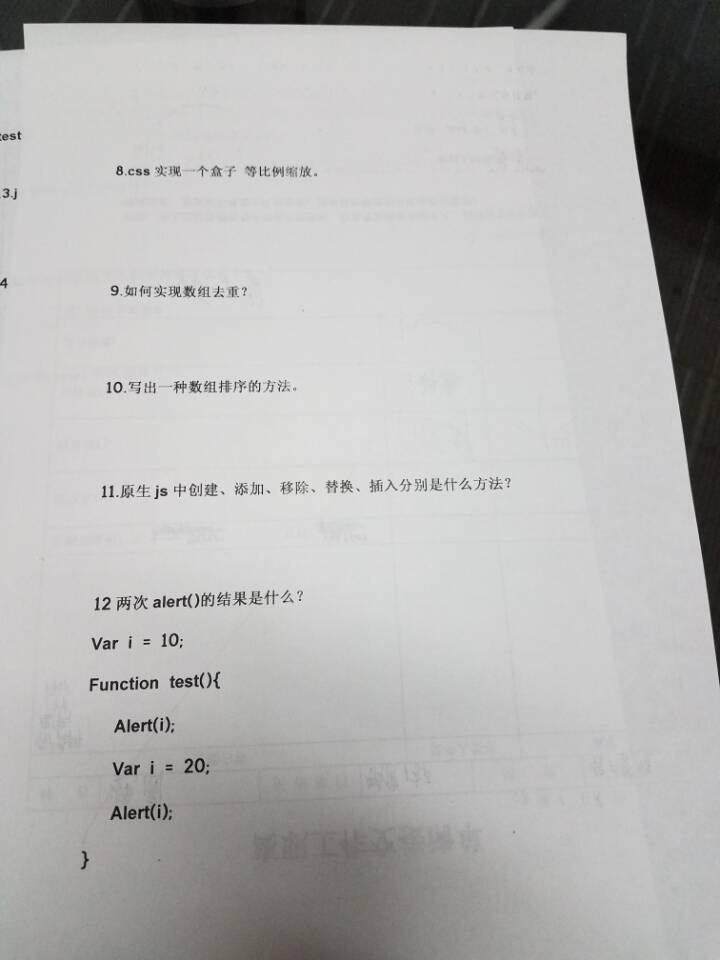 test
3.j
4
8.css 实现一个盒子 等比例缩放。
9.如何实现数组去重？
10.写出一种数组排序的方法。
11.原生 js 中创建、添加、移除、替换、插入分别是什么方法？
12 两次 alert()的结果是什么？
Var i = 10;
Function test(){
Alert(i);
Var i = 20;
Alert(i);
}